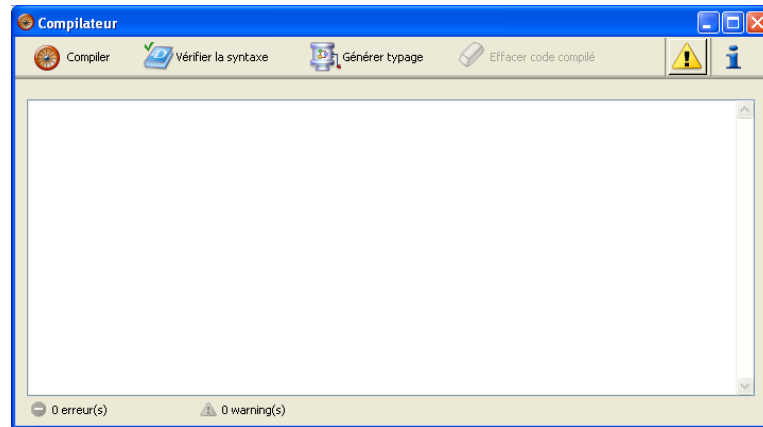 Compilateur
Compiler Vérifier la syntaxe Générer typage Effacer code compilé
0 erreur(s) 0 warning(s)